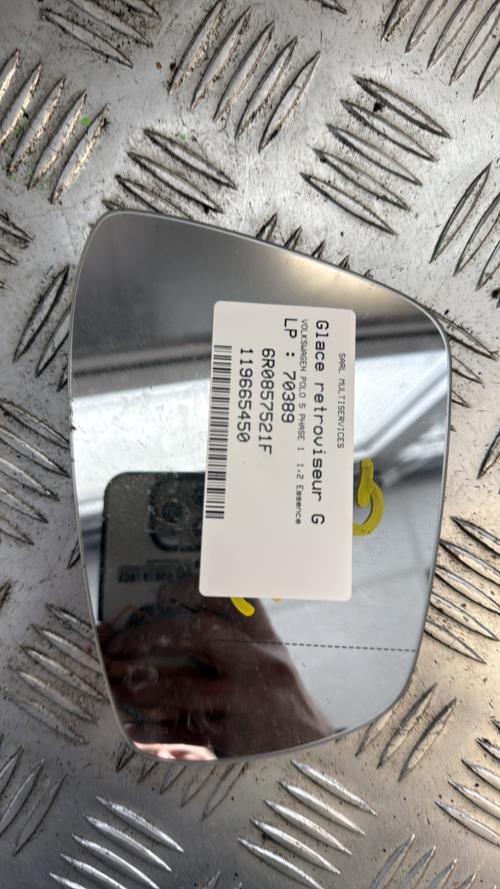 SARL MULTISERVICES
Glace retroviseur G
VOLKSWAGEN POLO 5 PHASE 1 1.2 Essence
LP : 70389
6R0857521F
119665450